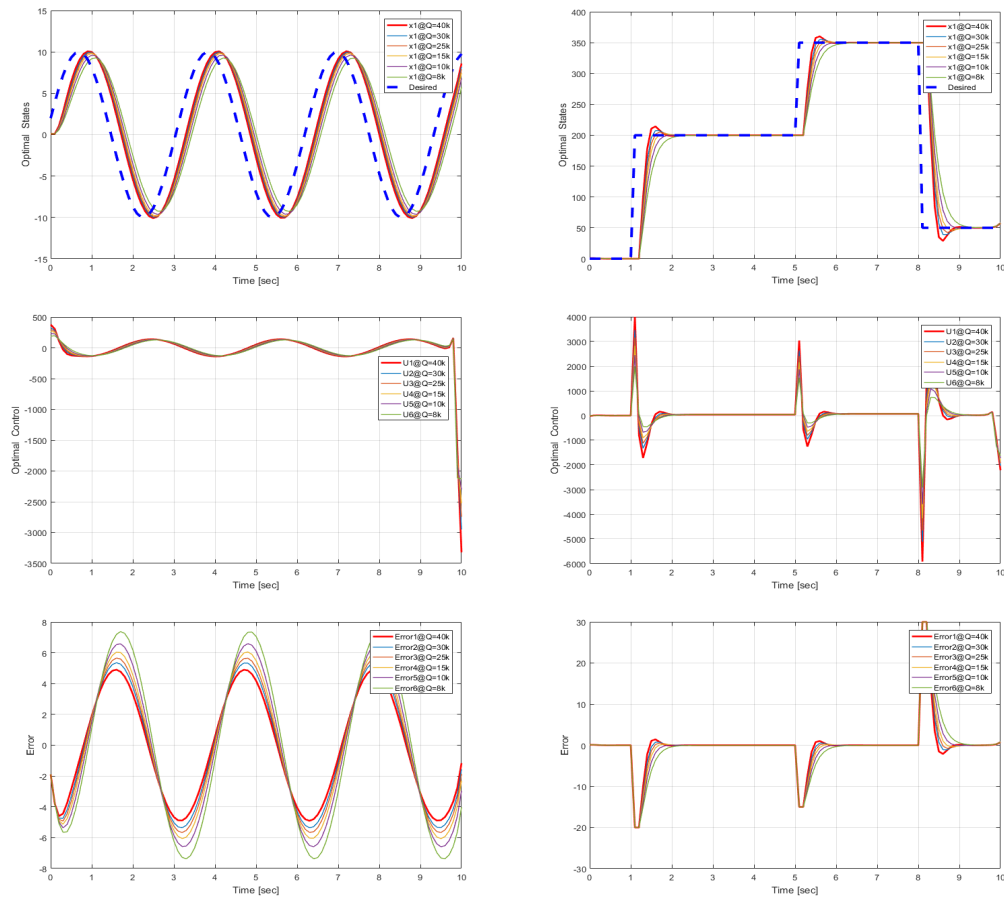 15
10
5
0
-5
-10
-15
Optimal States
x1@Q=40k
x1@Q=30k
x1@Q=25k
x1@Q=15k
x1@Q=10k
x1@Q=8k
Desired
0 1 2 3 4 5 6 7 8 9 10
Time [sec]
400
350
300
250
200
150
100
50
0
Optimal States
x1@Q=40k
x1@Q=30k
x1@Q=25k
x1@Q=15k
x1@Q=10k
x1@Q=8k
Desired
0 1 2 3 4 5 6 7 8 9 10
Time [sec]
500
0
-500
-1000
-1500
-2000
-2500
-3000
-3500
Optimal Control
U1@Q=40k
U2@Q=30k
U3@Q=25k
U4@Q=15k
U5@Q=10k
U6@Q=8k
0 1 2 3 4 5 6 7 8 9 10
Time [sec]
4000
3000
2000
1000
0
-1000
-2000
-3000
-4000
-5000
-6000
Optimal Control
U1@Q=40k
U2@Q=30k
U3@Q=25k
U4@Q=15k
U5@Q=10k
U6@Q=8k
0 1 2 3 4 5 6 7 8 9 10
Time [sec]
8
6
4
2
0
-2
-4
-6
-8
Error
Error1@Q=40k
Error2@Q=30k
Error3@Q=25k
Error4@Q=15k
Error5@Q=10k
Error6@Q=8k
0 1 2 3 4 5 6 7 8 9 10
Time [sec]
30
20
10
0
-10
-20
-30
Error
Error1@Q=40k
Error2@Q=30k
Error3@Q=25k
Error4@Q=15k
Error5@Q=10k
Error6@Q=8k
0 1 2 3 4 5 6 7 8 9 10
Time [sec]